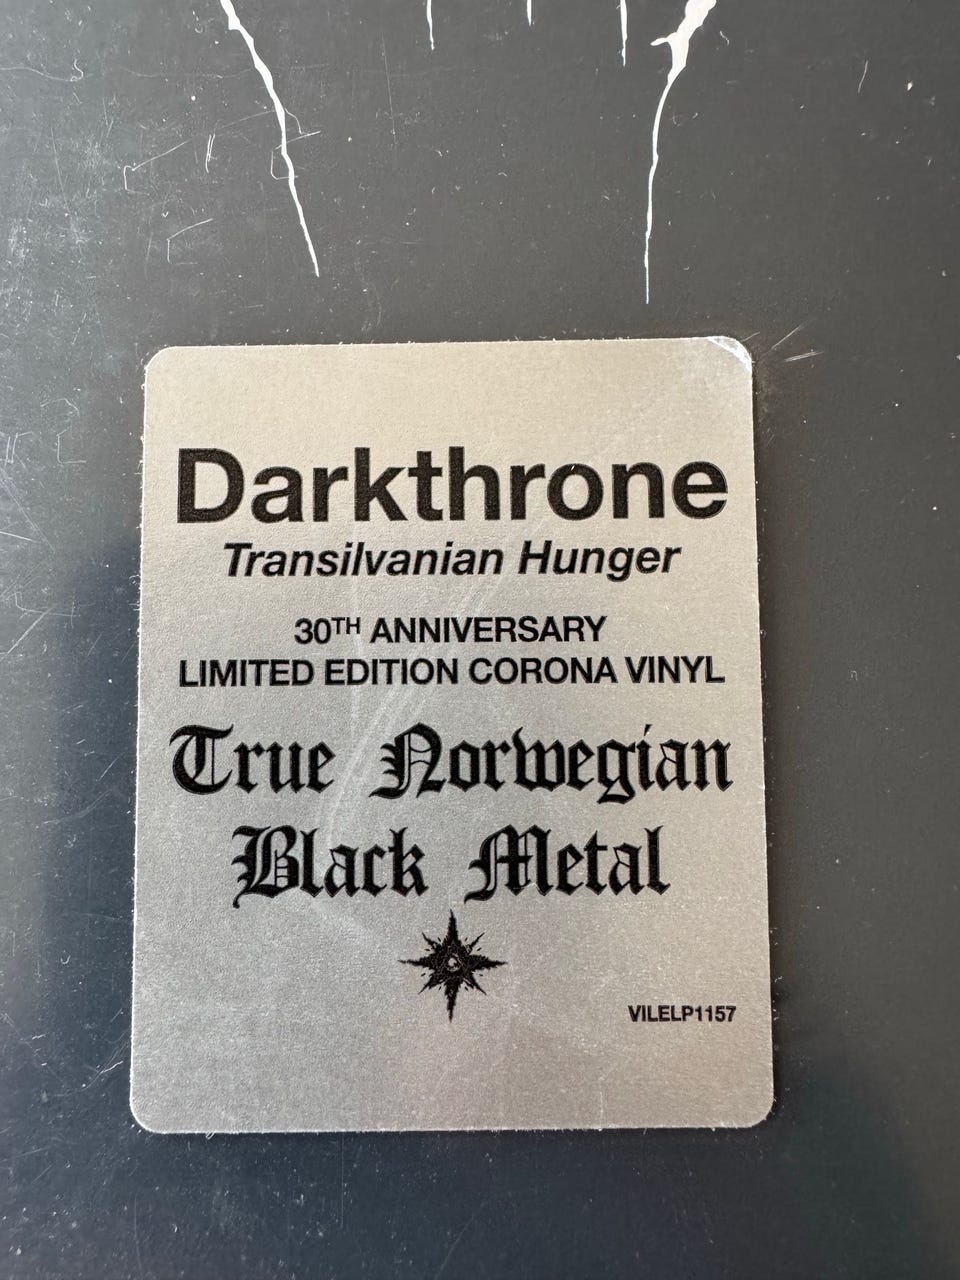 Darkthrone
Transilvanian Hunger
30TH ANNIVERSARY
LIMITED EDITION CORONA VINYL
True Norwegian
Black Metal
VILELP1157